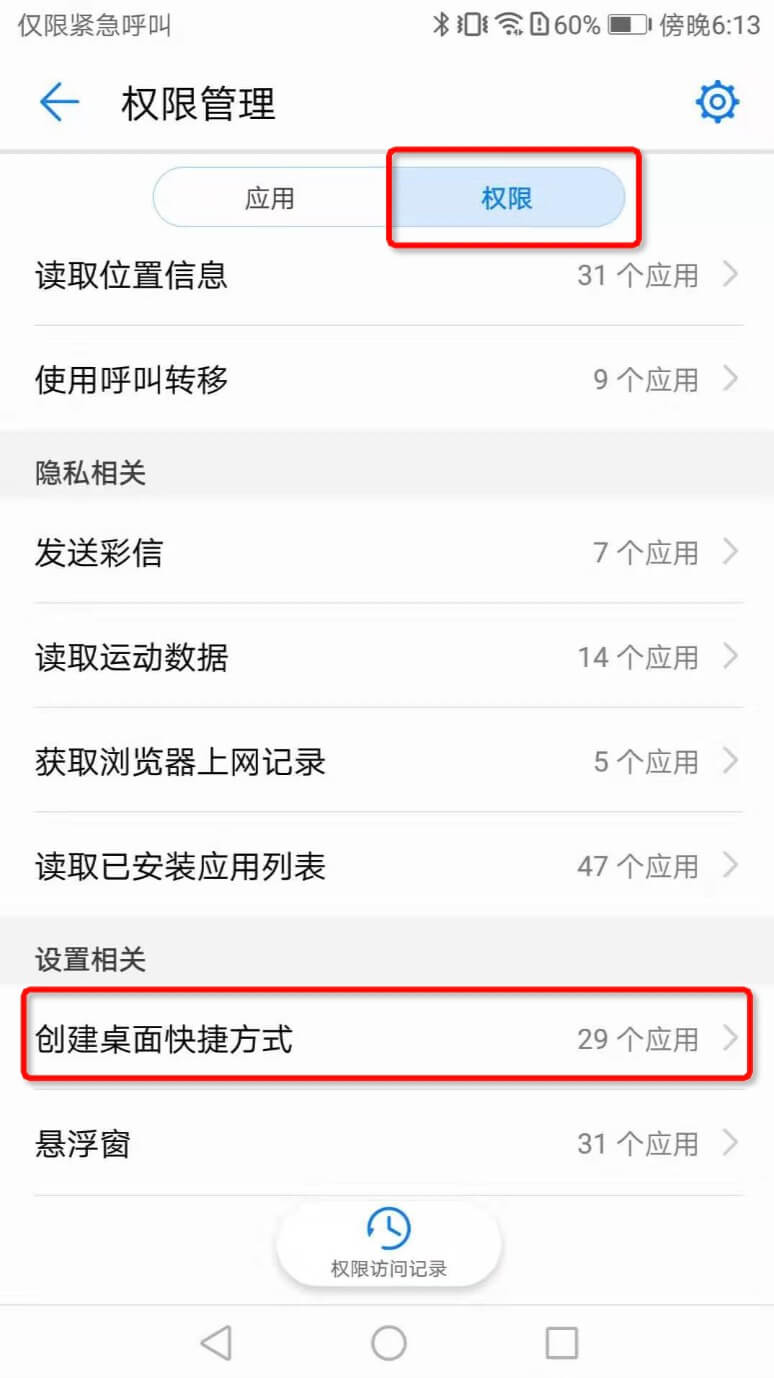 仅限紧急呼叫 60% 傍晚6:13
权限管理
应用 权限
读取位置信息 31 个应用
使用呼叫转移 9 个应用
隐私相关
发送彩信 7 个应用
读取运动数据 14 个应用
获取浏览器上网记录 5 个应用
读取已安装应用列表 47 个应用
设置相关
创建桌面快捷方式 29 个应用
悬浮窗 31 个应用
权限访问记录